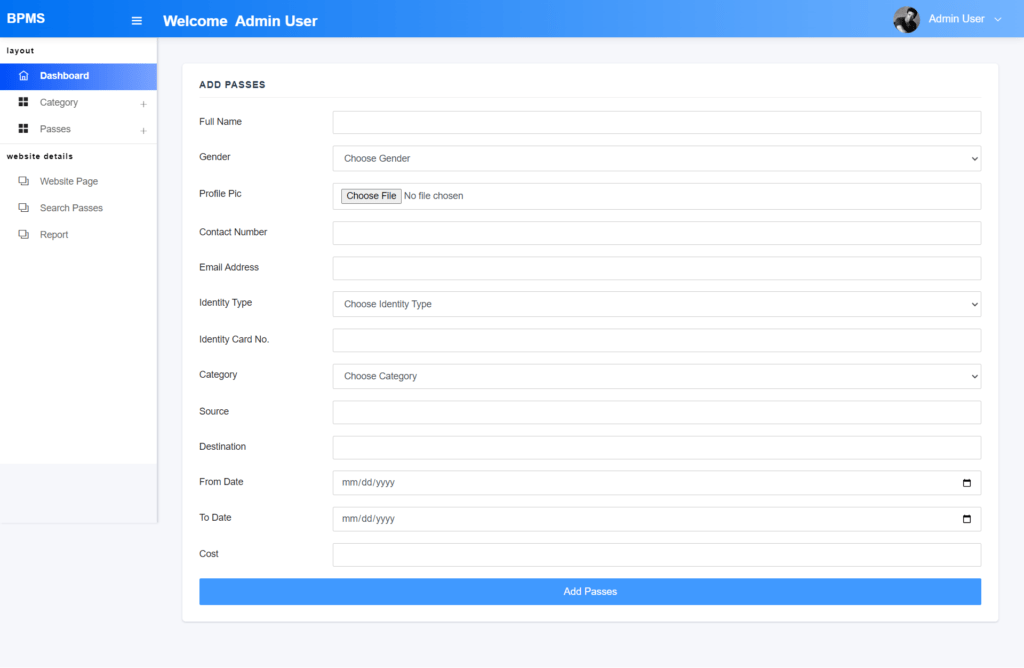 BPMS
Welcome Admin User
Admin User
layout
Dashboard
Category +
Passes +
website details
Website Page
Search Passes
Report
ADD PASSES
Full Name
Gender Choose Gender
Profile Pic Choose File No file chosen
Contact Number
Email Address
Identity Type Choose Identity Type
Identity Card No.
Category Choose Category
Source
Destination
From Date mm/dd/yyyy
To Date mm/dd/yyyy
Cost
Add Passes